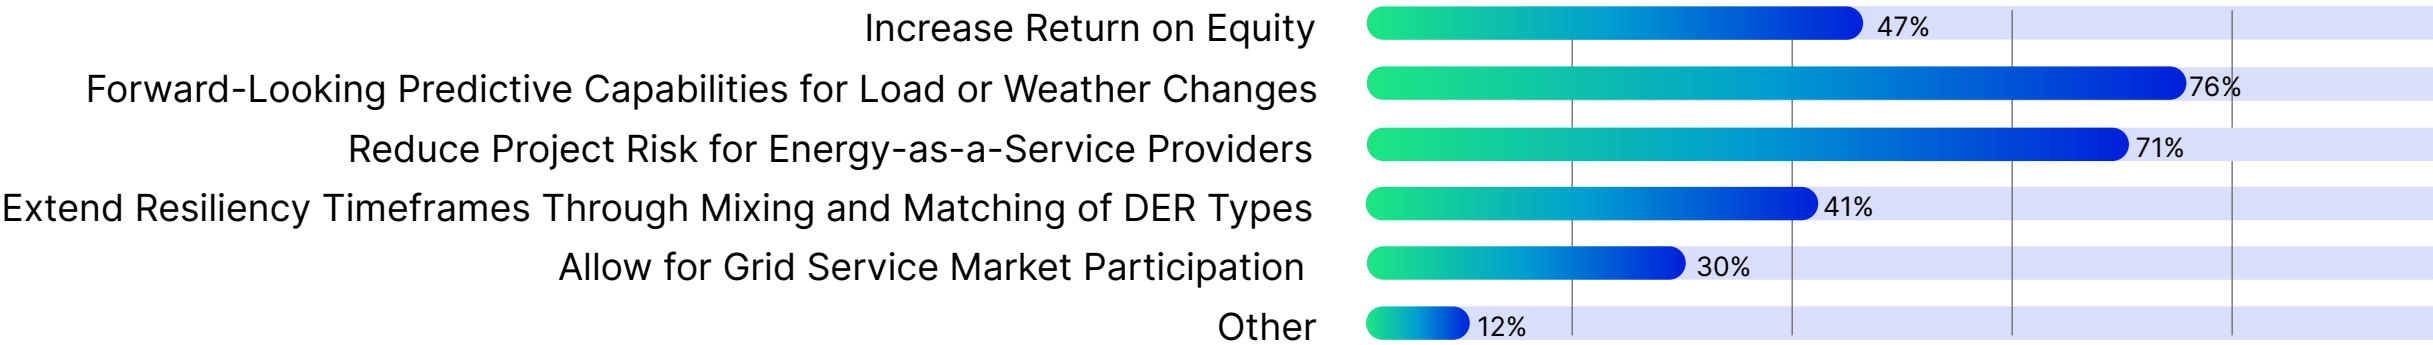 Increase Return on Equity 47%
Forward-Looking Predictive Capabilities for Load or Weather Changes 76%
Reduce Project Risk for Energy-as-a-Service Providers 71%
Extend Resiliency Timeframes Through Mixing and Matching of DER Types 41%
Allow for Grid Service Market Participation 30%
Other 12%